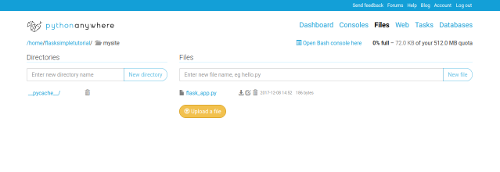 Send feedback Forums Help Blog Account Log out
pythonanywhere
Dashboard Consoles Files Web Tasks Databases
/home/flasksimpletutorial/ mysite
Open Bash console here 0% full – 72.0 KB of your 512.0 MB quota
Directories
Files
Enter new directory name New directory
Enter new file name, eg hello.py New file
__pycache__/
flask_app.py 2017-12-08 14:52
Upload a file